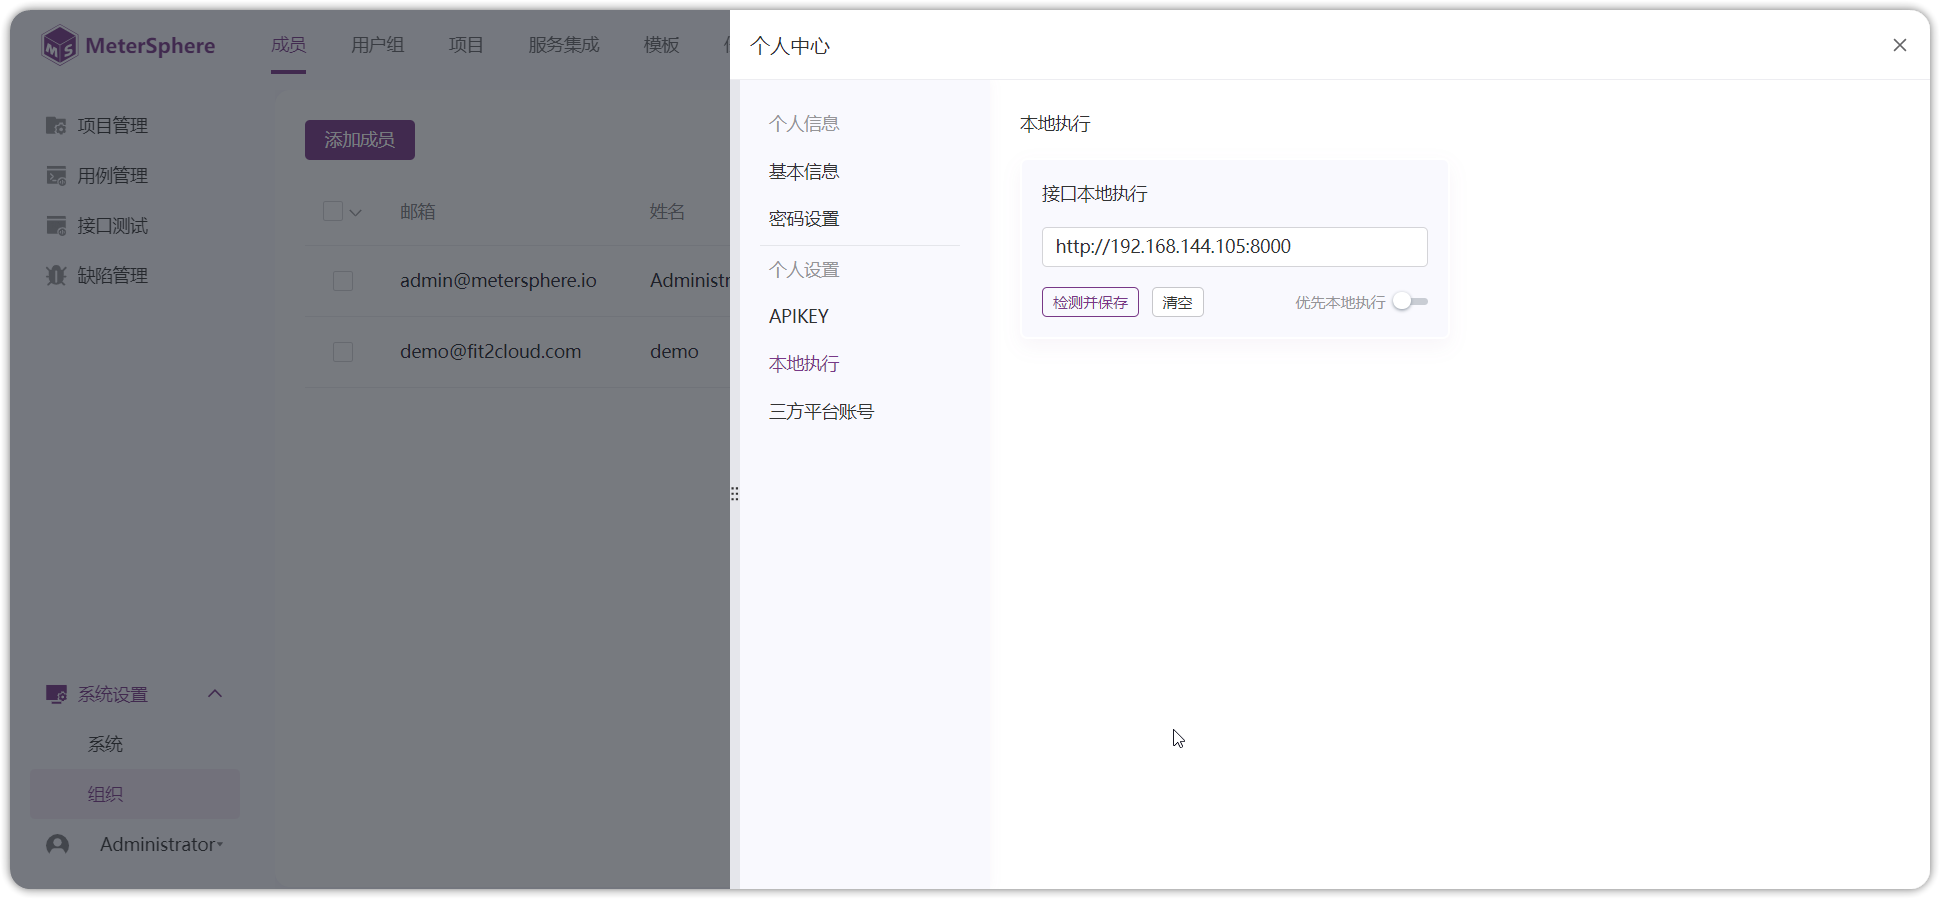 MeterSphere
成员
用户组
项目
服务集成
模板
项目管理
用例管理
接口测试
缺陷管理
系统设置
系统
组织
Administrator
添加成员
邮箱
姓名
admin@metersphere.io
Administr
demo@fit2cloud.com
demo
个人中心
个人信息
基本信息
密码设置
个人设置
APIKEY
本地执行
三方平台账号
本地执行
接口本地执行
http://192.168.144.105:8000
检测并保存
清空
优先本地执行